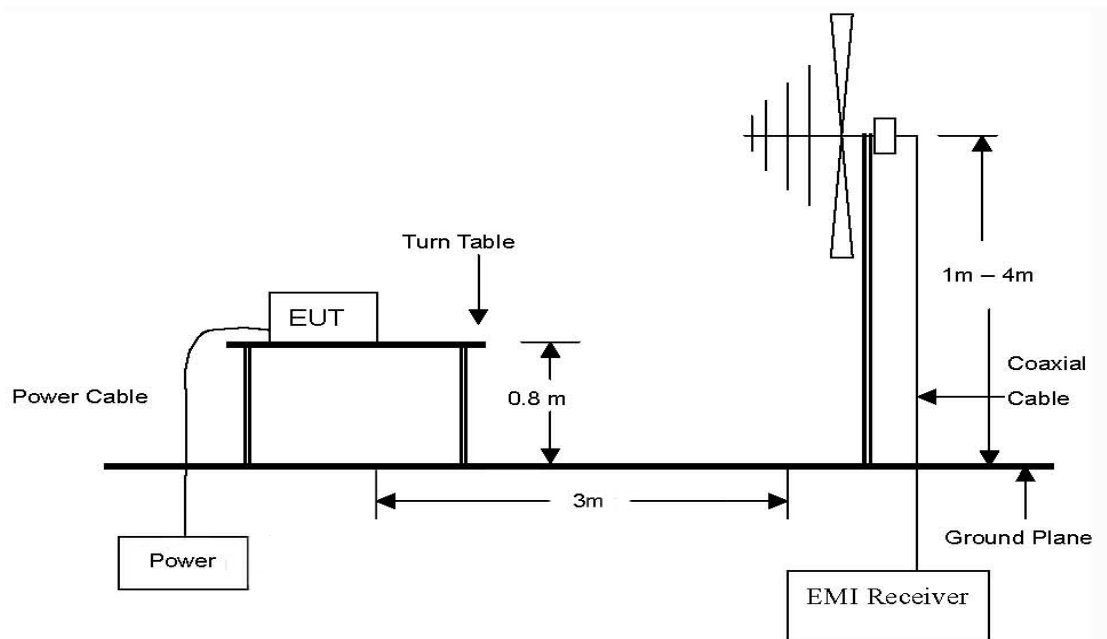 Turn Table
1m – 4m
EUT
Coaxial
Cable
Power Cable
0.8 m
3m
Ground Plane
Power
EMI Receiver